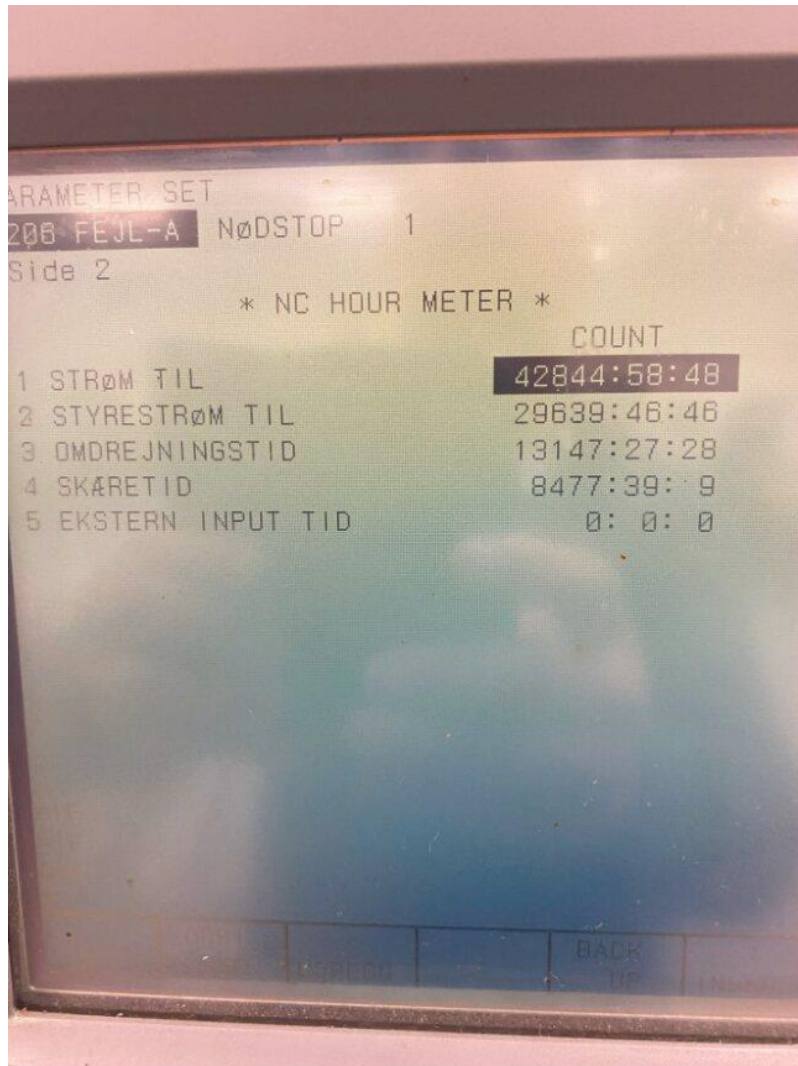 ARAMETER SET
206 FEJL-A NØDSTOP 1
Side 2
* NC HOUR METER *
COUNT
1 STRØM TIL 42844:58:48
2 STYRESTRØM TIL 29639:46:46
3 OMDREJNINGSTID 13147:27:28
4 SKÆRETID 8477:39: 9
5 EKSTERN INPUT TID 0: 0: 0
BACK
UP